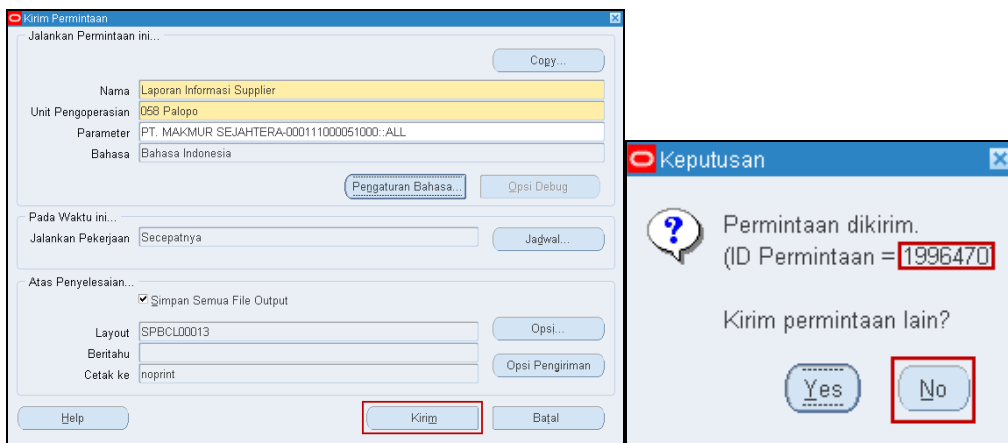 Kirim Permintaan
Jalankan Permintaan ini...
Copy...
Nama Laporan Informasi Supplier
Unit Pengoperasian 058 Palopo
Parameter PT. MAKMUR SEJAHTERA-000111000051000::ALL
Bahasa Bahasa Indonesia
Pengaturan Bahasa... Opsi Debug
Pada Waktu ini...
Jalankan Pekerjaan Secepatnya Jadwal...
Atas Penyelesaian...
Simpan Semua File Output
Layout SPBCL00013 Opsi...
Beritahu
Opsi Pengiriman
Cetak ke noprint
Help Kirim Batal
Keputusan
Permintaan dikirim.
(ID Permintaan = 1996470)
Kirim permintaan lain?
Yes No